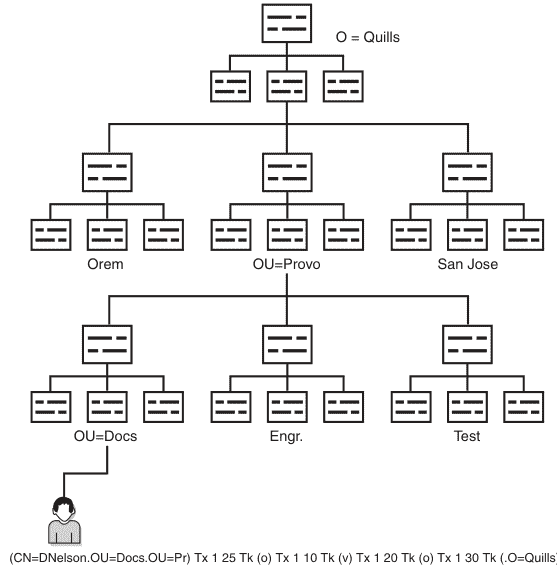 O = Quills
Orem OU=Provo San Jose
OU=Docs Engr. Test
(CN=DNelson.OU=Docs.OU=Pr) Tx 1 25 Tk (o) Tx 1 10 Tk (v) Tx 1 20 Tk (o) Tx 1 30 Tk (.O=Quills)